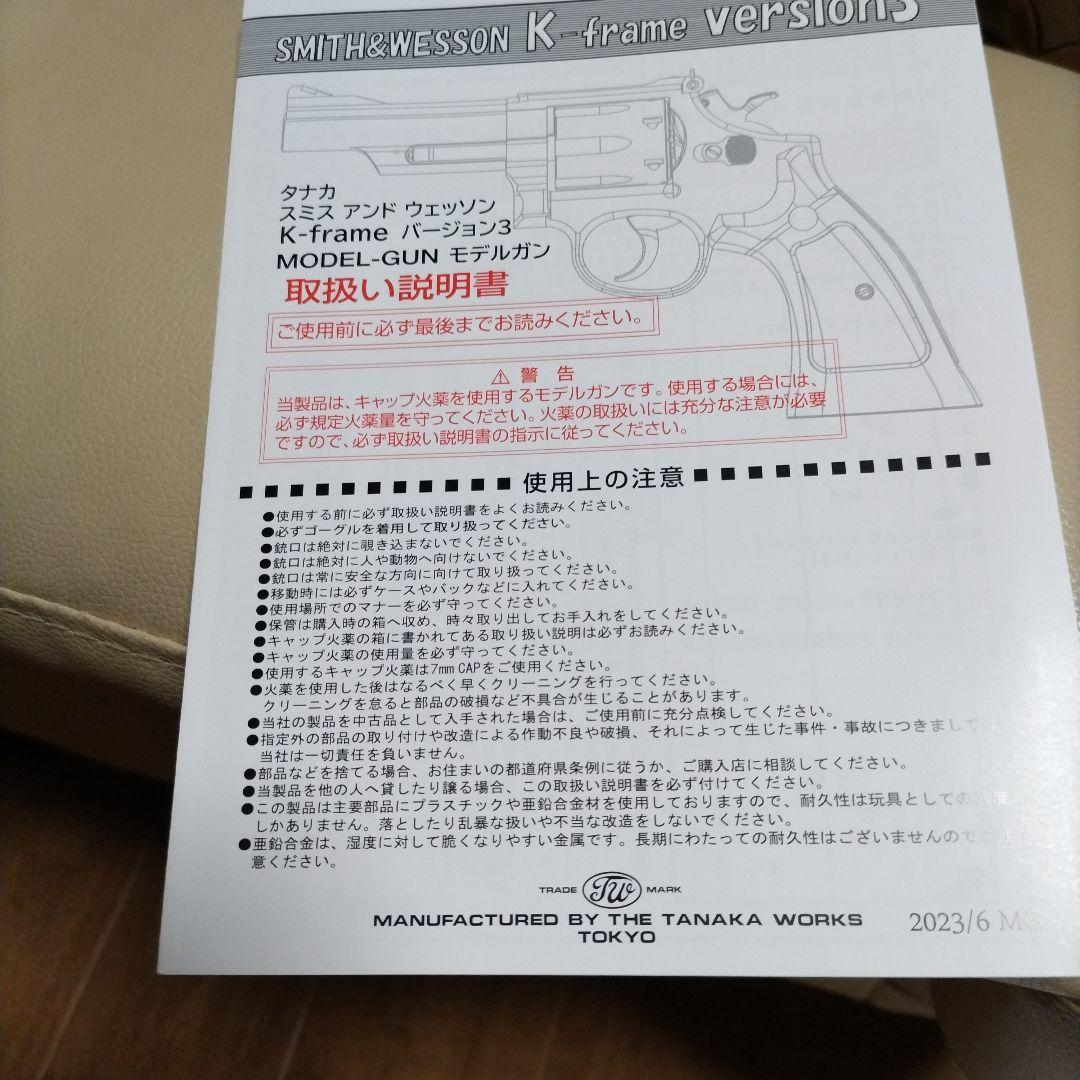 SMITH&WESSON K-frame version3
タナカ
スミス アンド ウェッソン
K-frame バージョン3
MODEL-GUN モデルガン
取扱い説明書
ご使用前に必ず最後までお読みください。
⚠ 警 告
当製品は、キャップ火薬を使用するモデルガンです。使用する場合には、
必ず規定火薬量を守ってください。火薬の取扱いには充分な注意が必要
ですので、必ず取扱い説明書の指示に従ってください。
使用上の注意
●使用する前に必ず取扱い説明書をよくお読みください。
●必ずゴーグルを着用して取り扱ってください。
●銃口は絶対に覗き込まないでください。
●銃口は絶対に人や動物へ向けないでください。
●銃口は常に安全な方向に向けて取り扱ってください。
●移動時には必ずケースやバックなどに入れてください。
●使用場所でのマナーを必ず守ってください。
●保管は購入時の箱へ収め、時々取り出してお手入れをしてください。
●キャップ火薬の箱に書かれてある取り扱い説明は必ずお読みください。
●キャップ火薬の使用量を必ず守ってください。
●使用するキャップ火薬は7mm CAPをご使用ください。
●火薬を使用した後はなるべく早くクリーニングを行ってください。
クリーニングを怠ると部品の破損など不具合が生じることがあります。
●当社の製品を中古品として入手された場合は、ご使用前に充分点検してください。
●指定外の部品の取り付けや改造による作動不良や破損、それによって生じた事件・事故につきまして
当社は一切責任を負いません。
●部品などを捨てる場合、お住まいの都道府県条例に従うか、ご購入店に相談してください。
●当製品を他の人へ貸したり譲る場合、この取扱い説明書を必ず付けてください。
●この製品は主要部品にプラスチックや亜鉛合金材を使用しておりますので、耐久性は玩具としての
しかありません。落としたり乱暴な扱いや不当な改造をしないでください。
●亜鉛合金は、湿度に対して脆くなりやすい金属です。長期にわたっての耐久性はございませんので
意ください。
TRADE TW MARK
MANUFACTURED BY THE TANAKA WORKS
TOKYO
2023/6 MG